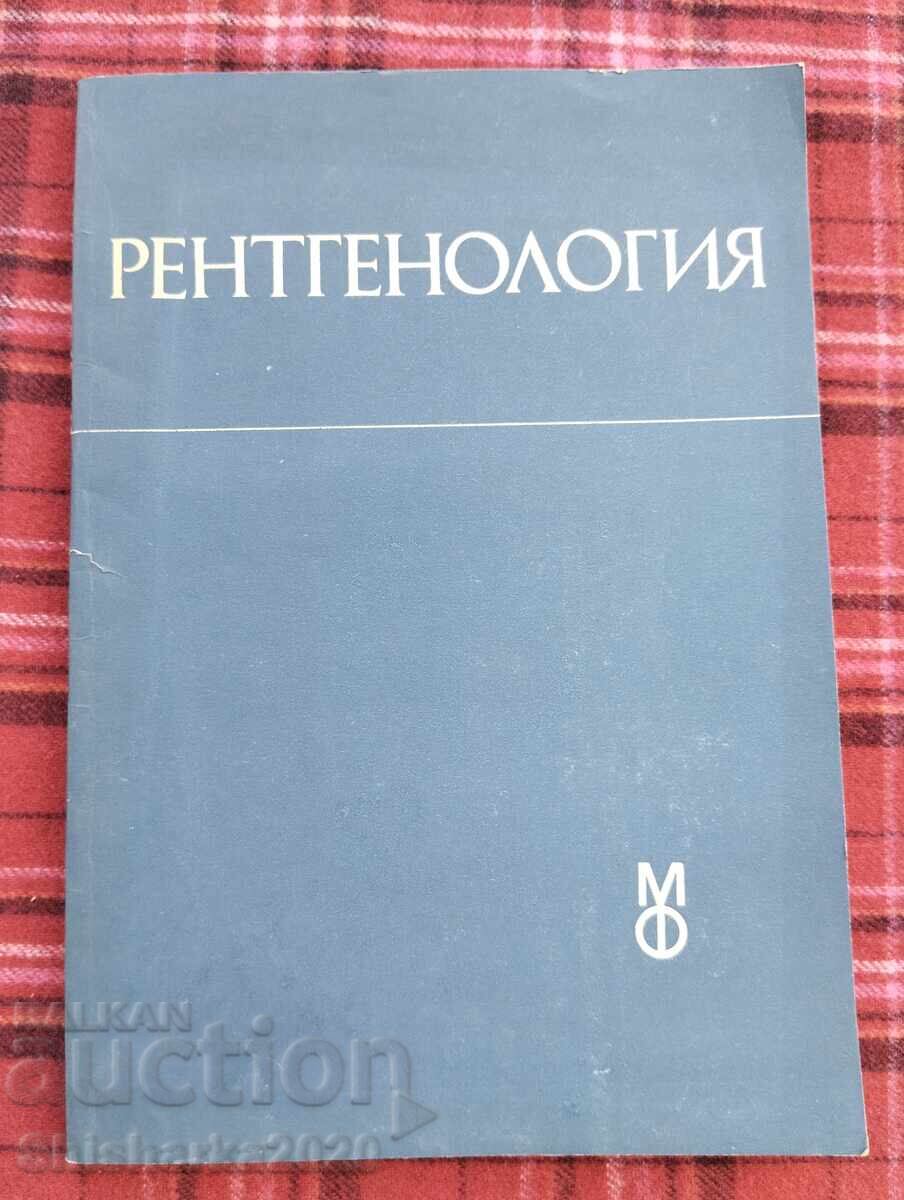 РЕНТГЕНОЛОГИЯ
М
Ф
BALKAN
auction
Shisharka2020